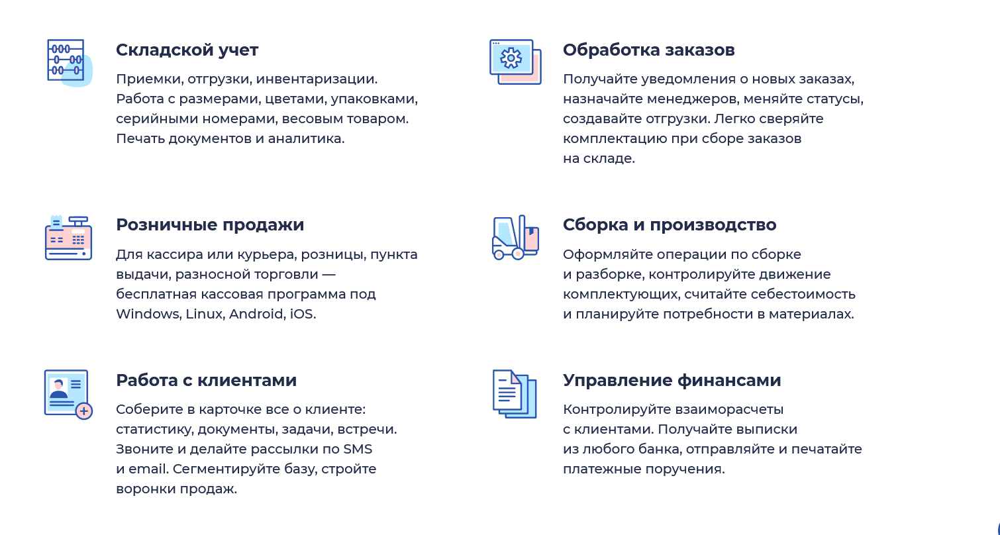 Складской учет
Приемки, отгрузки, инвентаризации.
Работа с размерами, цветами, упаковками,
серийными номерами, весовым товаром.
Печать документов и аналитика.
Обработка заказов
Получайте уведомления о новых заказах,
назначайте менеджеров, меняйте статусы,
создавайте отгрузки. Легко сверяйте
комплектацию при сборе заказов
на складе.
Розничные продажи
Для кассира или курьера, розницы, пункта
выдачи, разносной торговли —
бесплатная кассовая программа под
Windows, Linux, Android, iOS.
Сборка и производство
Оформляйте операции по сборке
и разборке, контролируйте движение
комплектующих, считайте себестоимость
и планируйте потребности в материалах.
Работа с клиентами
Соберите в карточке все о клиенте:
статистику, документы, задачи, встречи.
Звоните и делайте рассылки по SMS
и email. Сегментируйте базу, стройте
воронки продаж.
Управление финансами
Контролируйте взаиморасчеты
с клиентами. Получайте выписки
из любого банка, отправляйте и печатайте
платежные поручения.